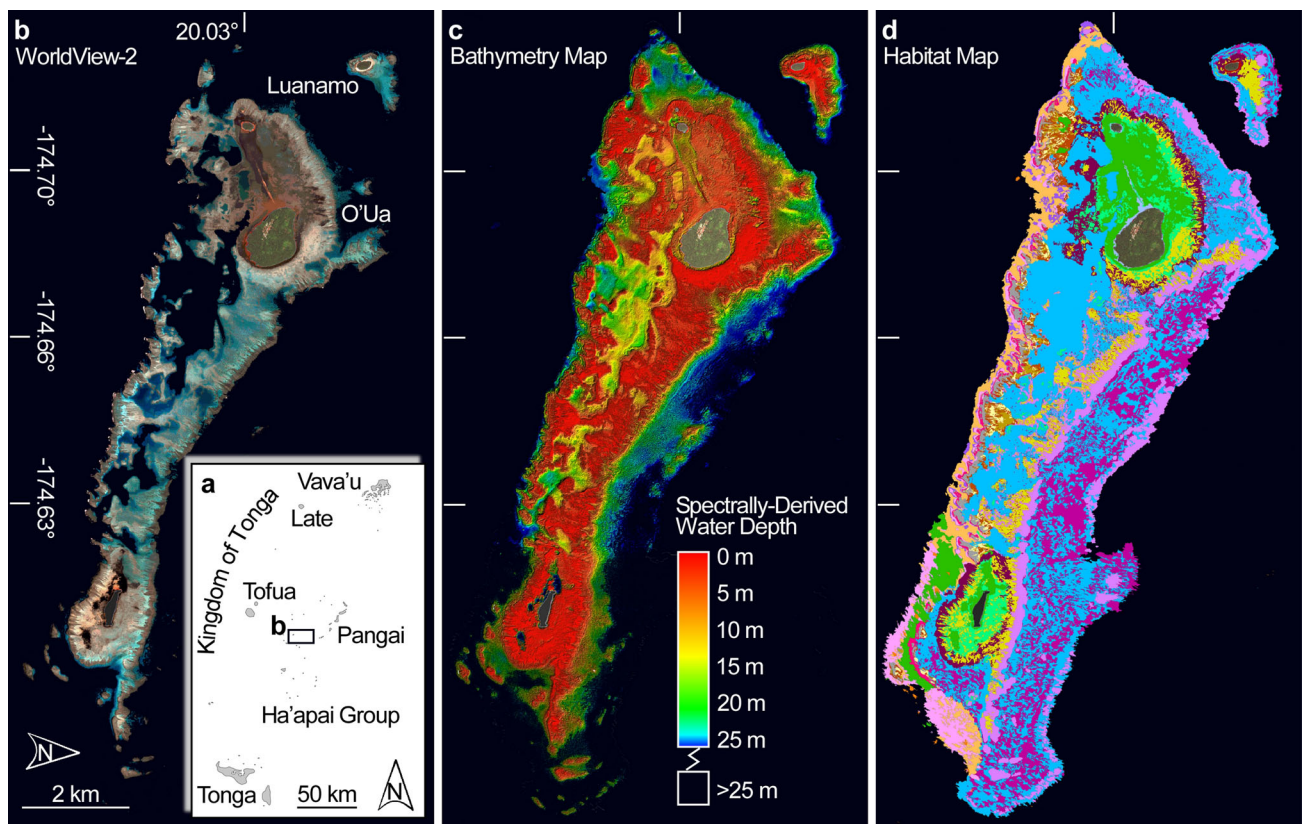 b
WorldView-2
20.03°
Luanamo
-174.70°
O'Ua
-174.66°
-174.63°
N
2 km
a
Vava'u
Late
Kingdom of Tonga
Tofua
b
Pangai
Ha'apai Group
Tonga
50 km
N
c
Bathymetry Map
Spectrally-Derived
Water Depth
0 m
5 m
10 m
15 m
20 m
25 m
>25 m
d
Habitat Map